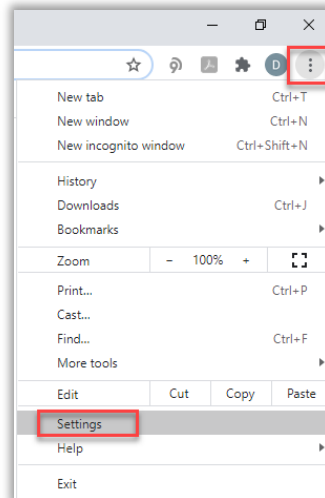 D
New tab Ctrl+T
New window Ctrl+N
New incognito window Ctrl+Shift+N
History
Downloads Ctrl+J
Bookmarks
Zoom - 100% +
Print... Ctrl+P
Cast...
Find... Ctrl+F
More tools
Edit Cut Copy Paste
Settings
Help
Exit